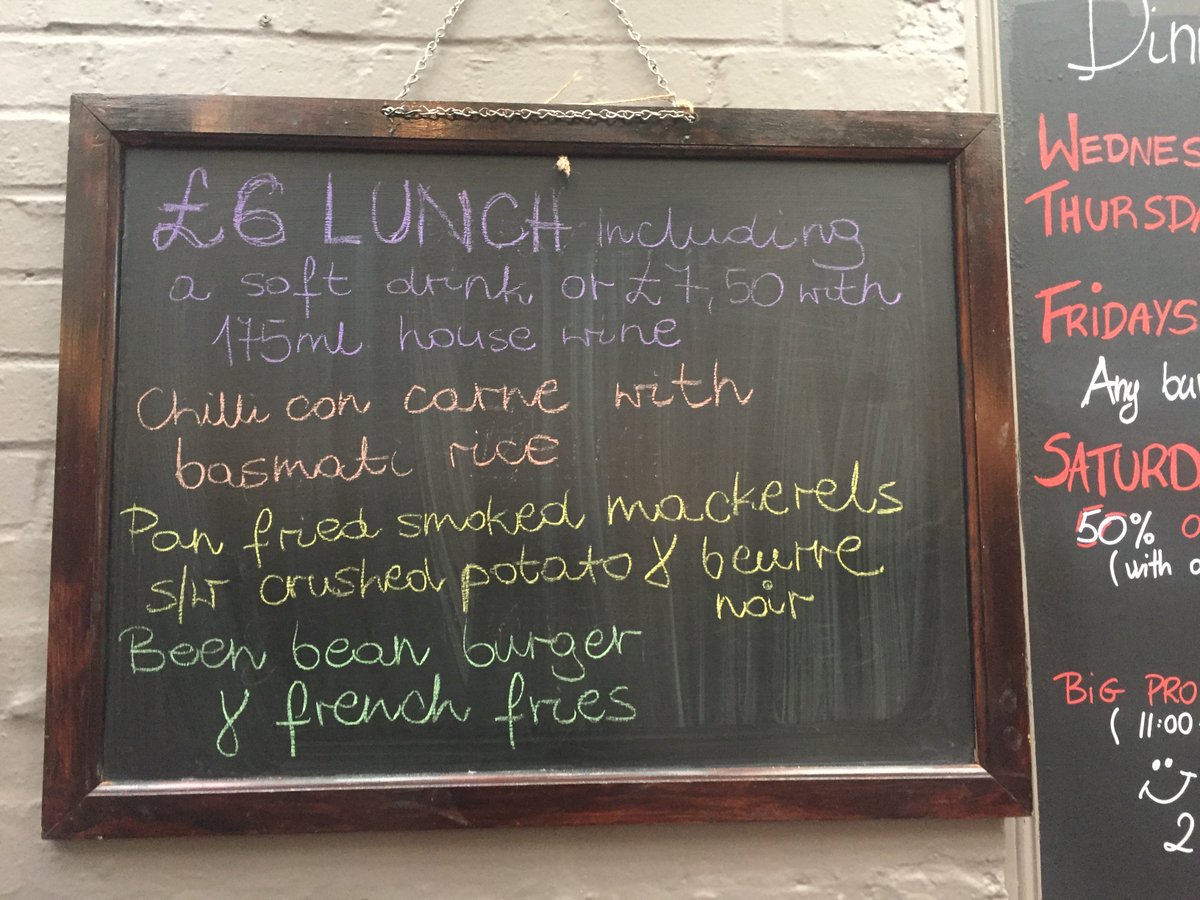 £6 LUNCH including
a soft drink or £7,50 with
175ml house wine
Chilli con carne with
basmati rice
Pan fried smoked mackerels
s/w crushed potato & beurre
noir
Boen bean burger
& french fries
Dinn
WEDNES
THURSDA
FRIDAYS
Any bu
SATURD
50% O
(with
BiG PRO
(11:00
2